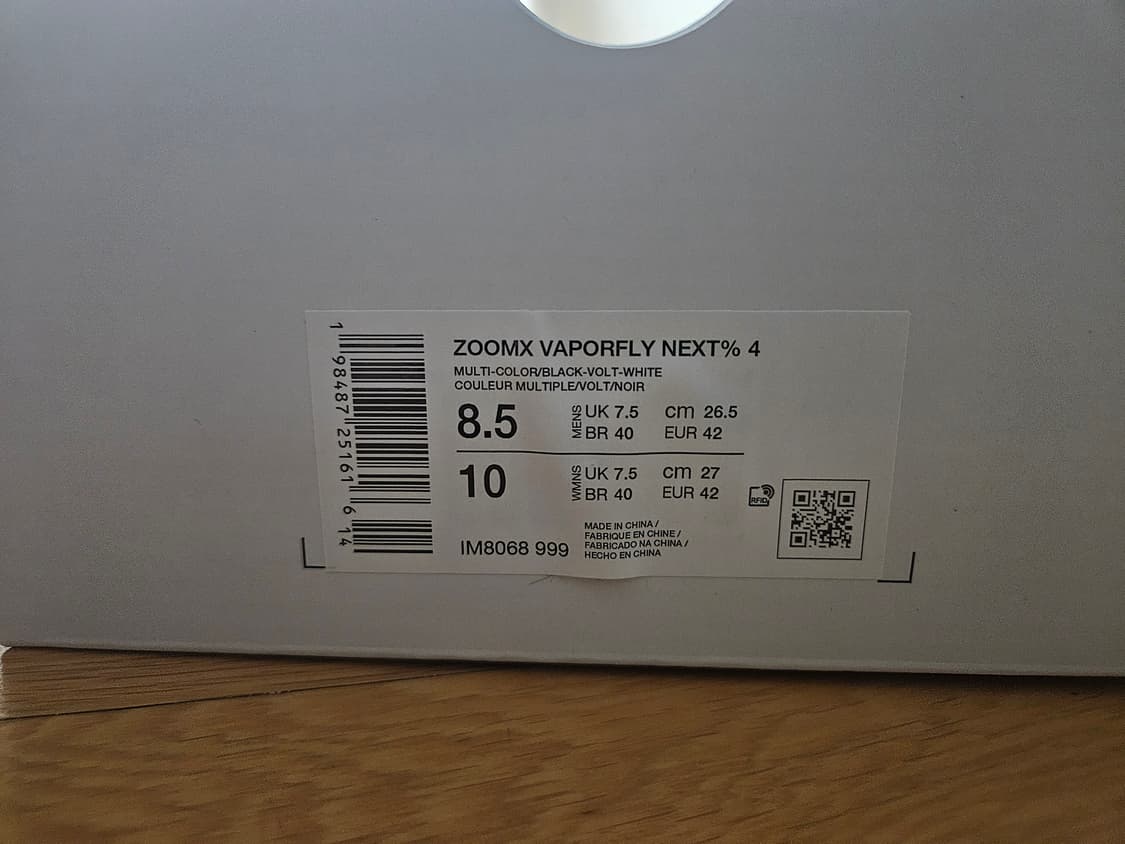 ZOOMX VAPORFLY NEXT% 4
MULTI-COLOR/BLACK-VOLT-WHITE
COULEUR MULTIPLE/VOLT/NOIR
8.5 MENS UK 7.5 cm 26.5
BR 40 EUR 42
10 WMNS UK 7.5 cm 27
BR 40 EUR 42
RFID
IM8068 999
MADE IN CHINA /
FABRIQUE EN CHINE /
FABRICADO NA CHINA /
HECHO EN CHINA
1 98487 25161 6 14